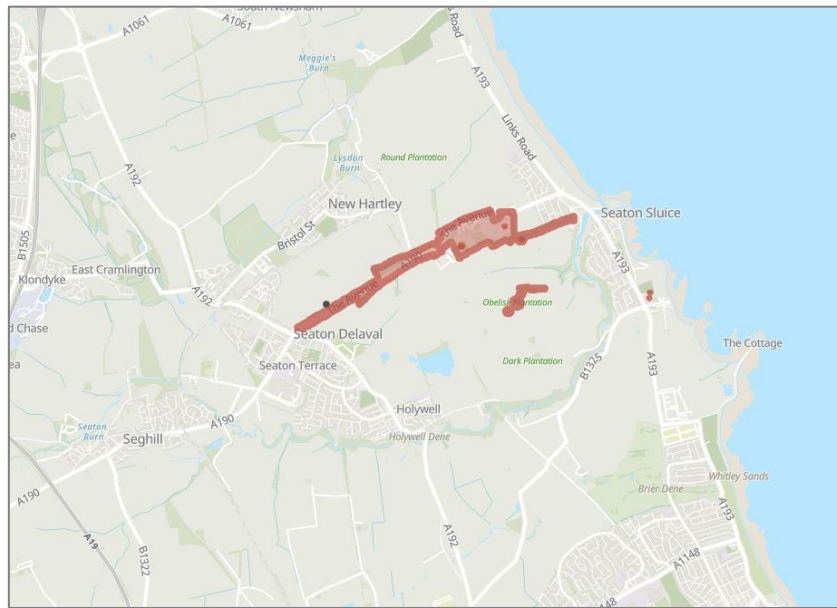 South Newsham
A1061
A1061
Meggie's
Burn
Road
A193
Links Road
A192
Lysdon
Burn
Round Plantation
New Hartley
The Avenue
Seaton Sluice
B1505
Bristol St
A190
A193
East Cramlington
Klondyke
A192
The Avenue
d Chase
Obelisk Plantation
Seaton Delaval
The Cottage
ea
Seaton Terrace
Dark Plantation
B1325
A193
Holywell
Seaton
Burn
A190
Seghill
Holywell Dene
Whitley Sands
Brier Dene
A190
A193
A19
A192
B1322
A1148
A1148